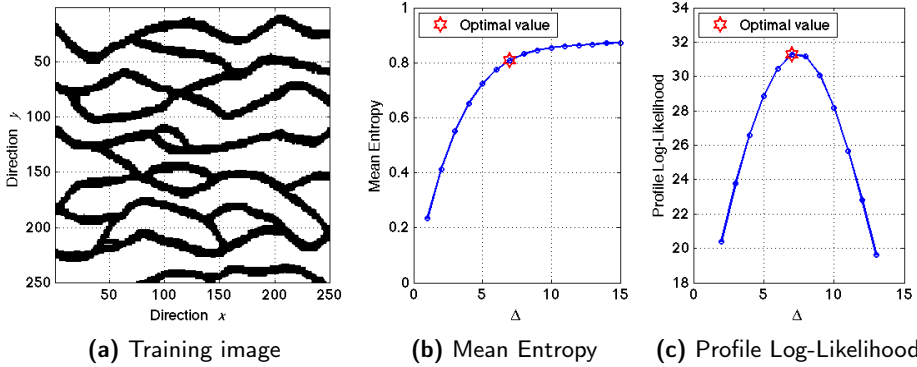 50
100
150
200
250
Direction y
50 100 150 200 250
Direction x
(a) Training image
1
0.8
0.6
0.4
0.2
0
Mean Entropy
Optimal value
0 5 10 15
Δ
(b) Mean Entropy
34
32
30
28
26
24
22
20
18
Profile Log-Likelihood
Optimal value
0 5 10 15
Δ
(c) Profile Log-Likelihood